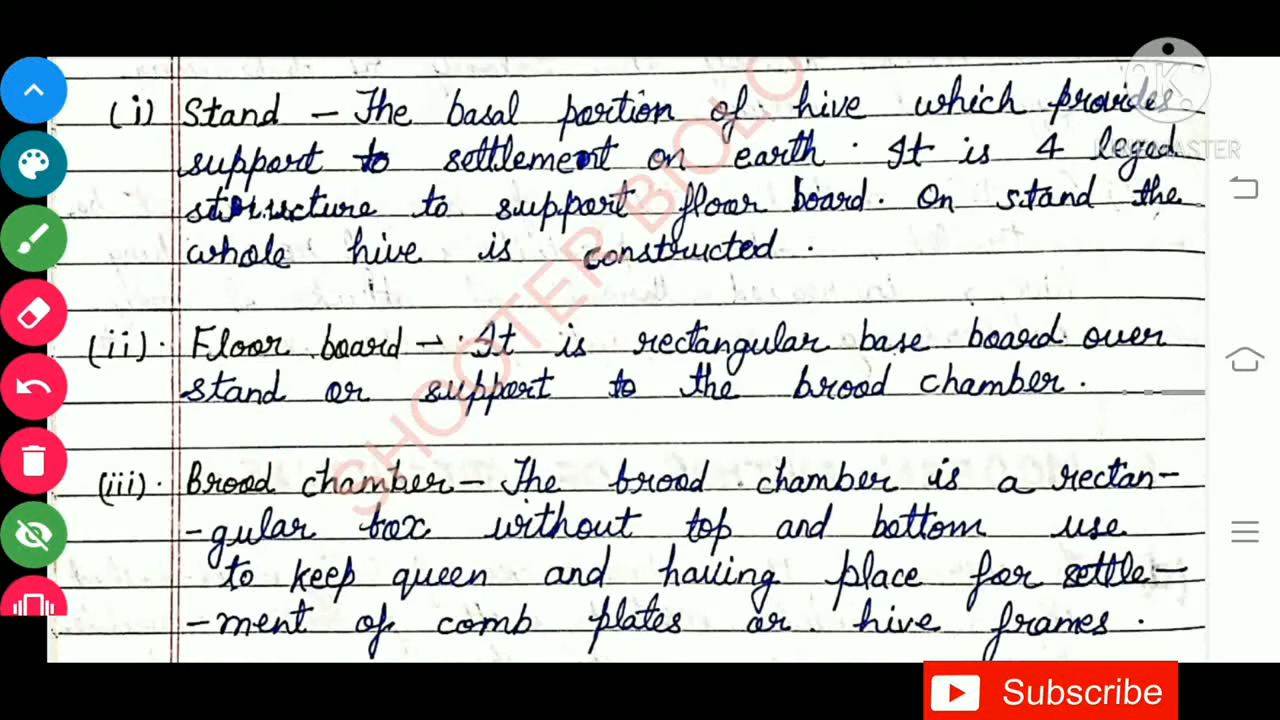 (i) Stand – The basal portion of hive which provides
support to settlement on earth. It is 4 leged
structure to support floor board. On stand the
whole hive is constructed.
(ii). Floor board – It is rectangular base board over
stand or support to the brood chamber.
(iii). Brood chamber – The brood chamber is a rectan-
-gular box without top and bottom use
to keep queen and having place for settle-
-ment of comb plates or hive frames.
SHOOTER BIOLO
MASTER
Subscribe